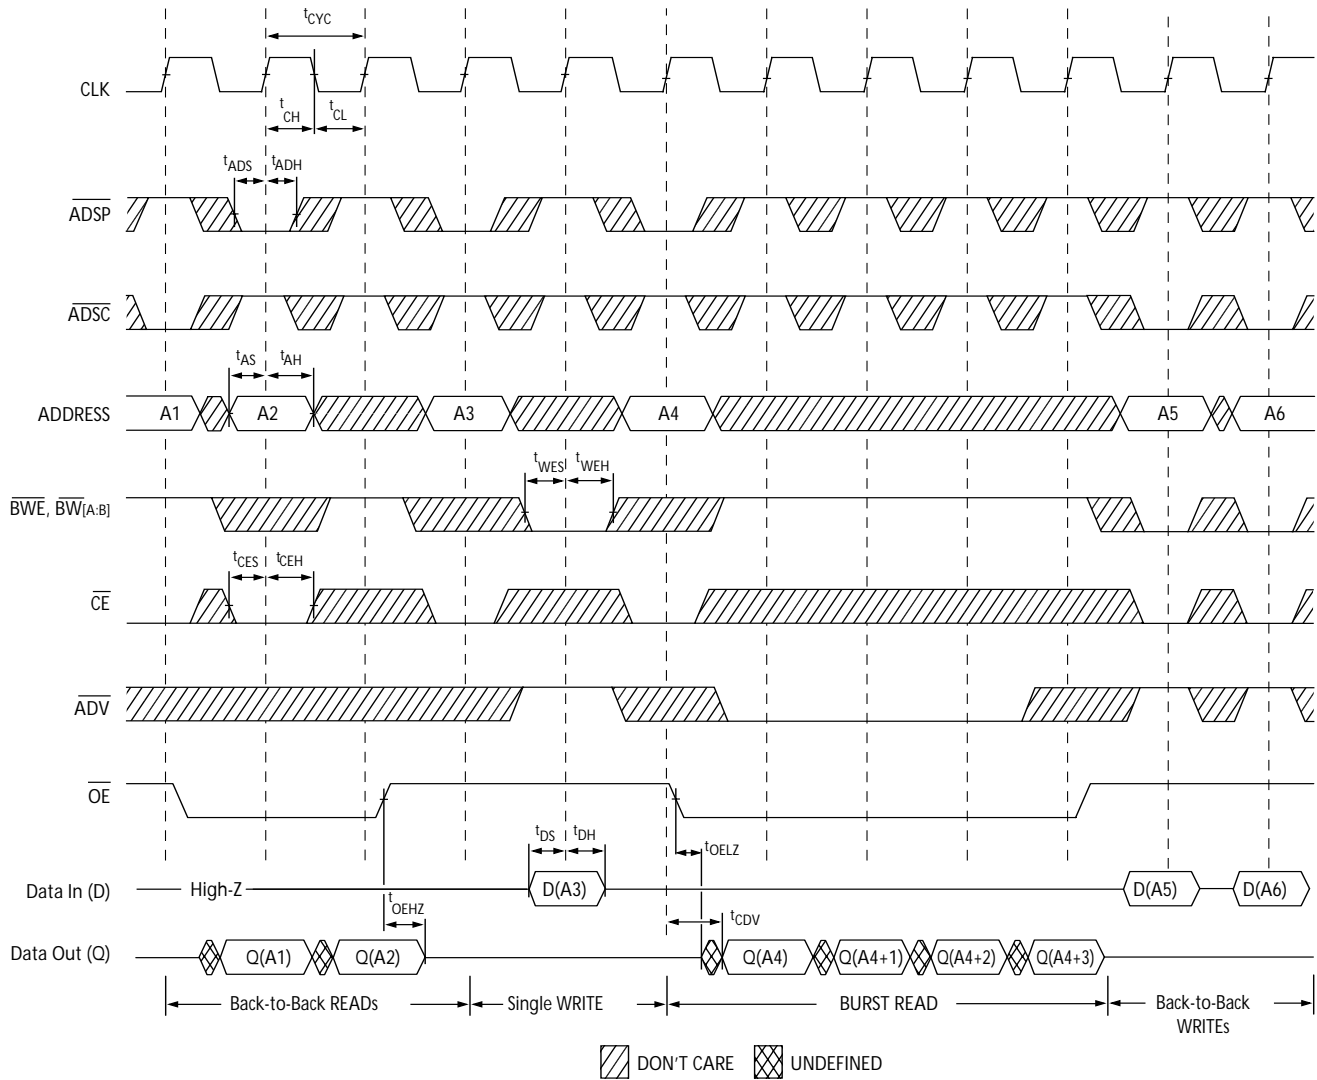 tCYC
CLK
tCH
tCL
tADS
tADH
ADSP
ADSC
tAS
tAH
ADDRESS
A1
A2
A3
A4
A5
A6
tWES
tWEH
BWE, BW[A:B]
tCES
tCEH
CE
ADV
OE
tDS
tDH
tOELZ
Data In (D)
High-Z
D(A3)
D(A5)
D(A6)
tOEHZ
tCDV
Data Out (Q)
Q(A1)
Q(A2)
Q(A4)
Q(A4+1)
Q(A4+2)
Q(A4+3)
Back-to-Back READs
Single WRITE
BURST READ
Back-to-Back
WRITEs
DON'T CARE
UNDEFINED